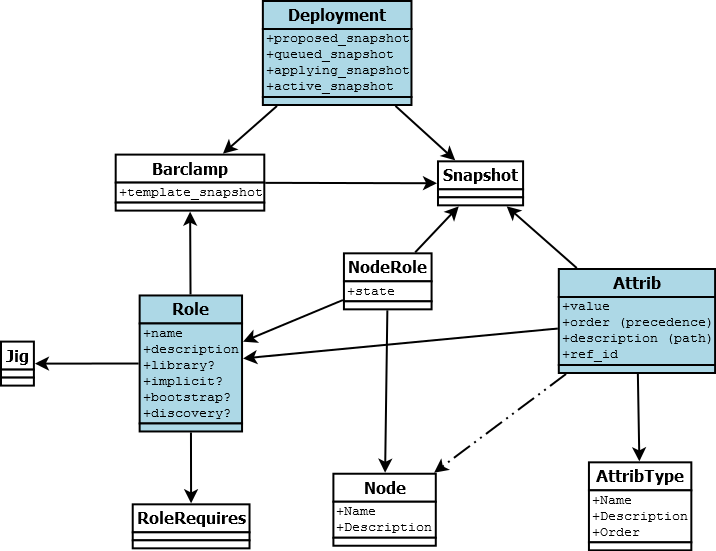 Deployment
+proposed_snapshot
+queued_snapshot
+applying_snapshot
+active_snapshot
Barclamp
+template_snapshot
Snapshot
NodeRole
+state
Attrib
+value
+order (precedence)
+description (path)
+ref_id
Role
+name
+description
+library?
+implicit?
+bootstrap?
+discovery?
Jig
RoleRequires
Node
+Name
+Description
AttribType
+Name
+Description
+Order